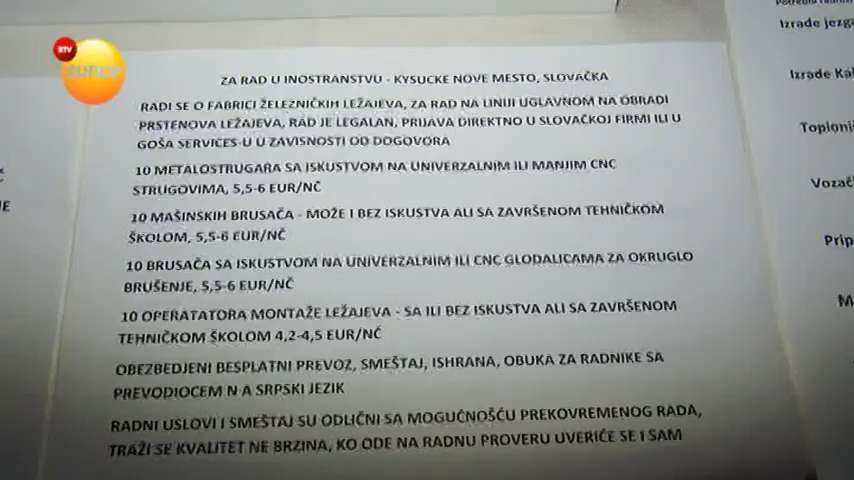 RTV
ZA RAD U INOSTRANSTVU - KYSUCKE NOVE MESTO, SLOVAČKA
RADI SE O FABRICI ŽELEZNIČKIH LEŽAJEVA, ZA RAD NA LINIJI UGLAVNOM NA OBRADI
PRSTENOVA LEŽAJEVA, RAD JE LEGALAN, PRIJAVA DIREKTNO U SLOVAČKOJ FIRMI ILI U
GOŠA SERVICES-U U ZAVISNOSTI OD DOGOVORA
10 METALOSTRUGARA SA ISKUSTVOM NA UNIVERZALNIM ILI MANJIM CNC
STRUGOVIMA, 5,5-6 EUR/NČ
10 MAŠINSKIH BRUSAČA - MOŽE I BEZ ISKUSTVA ALI SA ZAVRŠENOM TEHNIČKOM
ŠKOLOM, 5,5-6 EUR/NČ
10 BRUSAČA SA ISKUSTVOM NA UNIVERZALNIM ILI CNC GLODALICAMA ZA OKRUGLO
BRUŠENJE, 5,5-6 EUR/NČ
10 OPERATATORA MONTAŽE LEŽAJEVA - SA ILI BEZ ISKUSTVA ALI SA ZAVRŠENOM
TEHNIČKOM ŠKOLOM 4,2-4,5 EUR/NČ
OBEZBEDJENI BESPLATNI PREVOZ, SMEŠTAJ, ISHRANA, OBUKA ZA RADNIKE SA
PREVODIOCEM N A SRPSKI JEZIK
RADNI USLOVI I SMEŠTAJ SU ODLIČNI SA MOGUĆNOŠĆU PREKOVREMENOG RADA,
TRAŽI SE KVALITET NE BRZINA, KO ODE NA RADNU PROVERU UVERIĆE SE I SAM
Izrade jezga
Izrade Kal
Toplonij
Vozač
Prip
M